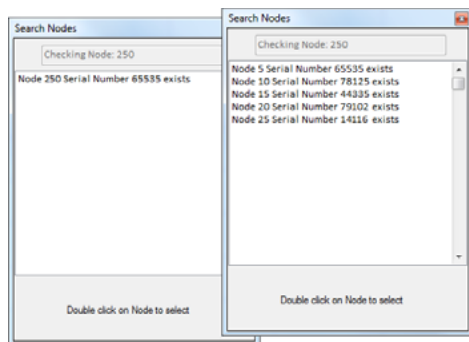 Search Nodes
Checking Node: 250
Node 250 Serial Number 65535 exists
Double click on Node to select
Search Nodes
Checking Node: 250
Node 5 Serial Number 65535 exists
Node 10 Serial Number 78125 exists
Node 15 Serial Number 44335 exists
Node 20 Serial Number 79102 exists
Node 25 Serial Number 14116 exists
Double click on Node to select